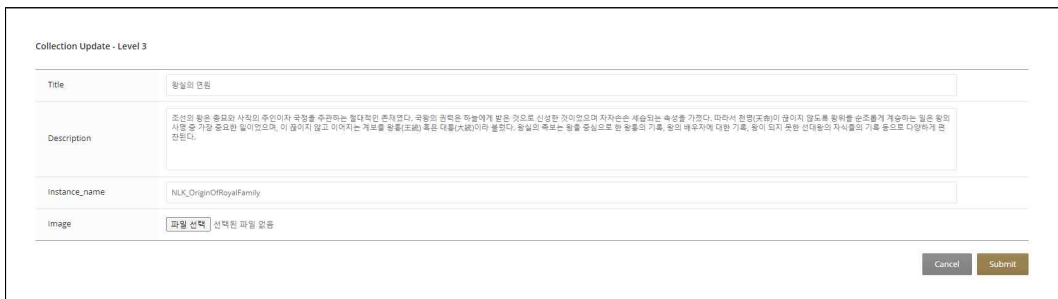 Collection Update - Level 3
Title
왕실의 연원
Description
조선의 왕은 종묘와 사직의 주인이자 국정을 주관하는 절대적인 존재였다. 국왕의 권력은 하늘에게 받은 것으로 신성한 것이었으며 자자손손 세습되는 속성을 가졌다. 따라서 천명(天命)이 끊이지 않도록 왕위를 순조롭게 계승하는 일은 왕의
사명 중 가장 중요한 일이었으며, 이 끊이지 않고 이어지는 계보를 왕통(王統) 혹은 대통(大統)이라 불렀다. 왕실의 족보는 왕을 중심으로 한 왕통의 기록, 왕의 배우자에 대한 기록, 왕이 되지 못한 선대왕의 자식들의 기록 등으로 다양하게 편
찬된다.
Instance_name
NLK_OriginOfRoyalFamily
Image
파일 선택 선택된 파일 없음
Cancel Submit